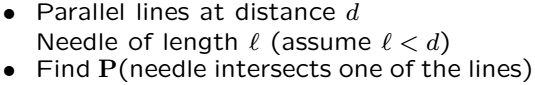 • Parallel lines at distance d
Needle of length ℓ (assume ℓ < d)
• Find P(needle intersects one of the lines)